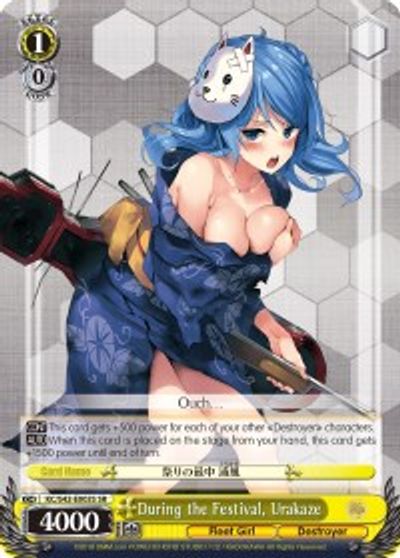 1
0
Ouch...
This card gets +500 power for each of your other «Destroyer» characters.
When this card is placed on the stage from your hand, this card gets
+1500 power until end of turn.
Card Name 祭りの最中 浦風
During the Festival, Urakaze
4000
Fleet Girl Destroyer